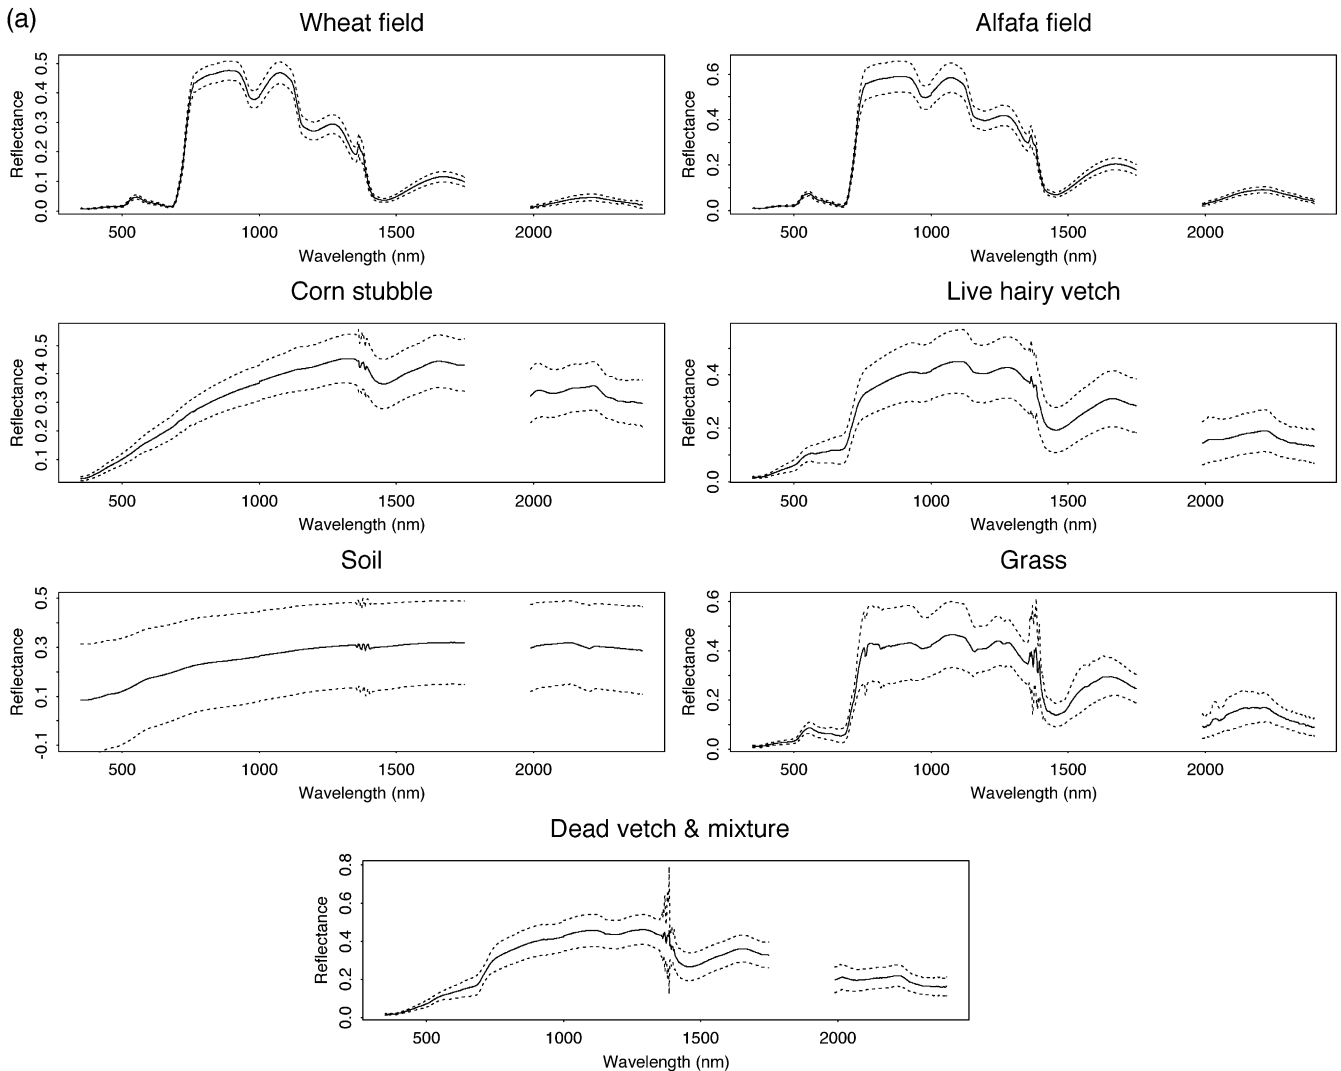 (a)
Wheat field
Reflectance
0.0 0.1 0.2 0.3 0.4 0.5
500 1000 1500 2000
Wavelength (nm)
Alfafa field
Reflectance
0.0 0.2 0.4 0.6
500 1000 1500 2000
Wavelength (nm)
Corn stubble
Reflectance
0.1 0.2 0.3 0.4 0.5
500 1000 1500 2000
Wavelength (nm)
Live hairy vetch
Reflectance
0.0 0.2 0.4
500 1000 1500 2000
Wavelength (nm)
Soil
Reflectance
-0.1 0.1 0.3 0.5
500 1000 1500 2000
Wavelength (nm)
Grass
Reflectance
0.0 0.2 0.4 0.6
500 1000 1500 2000
Wavelength (nm)
Dead vetch & mixture
Reflectance
0.0 0.2 0.4 0.6 0.8
500 1000 1500 2000
Wavelength (nm)